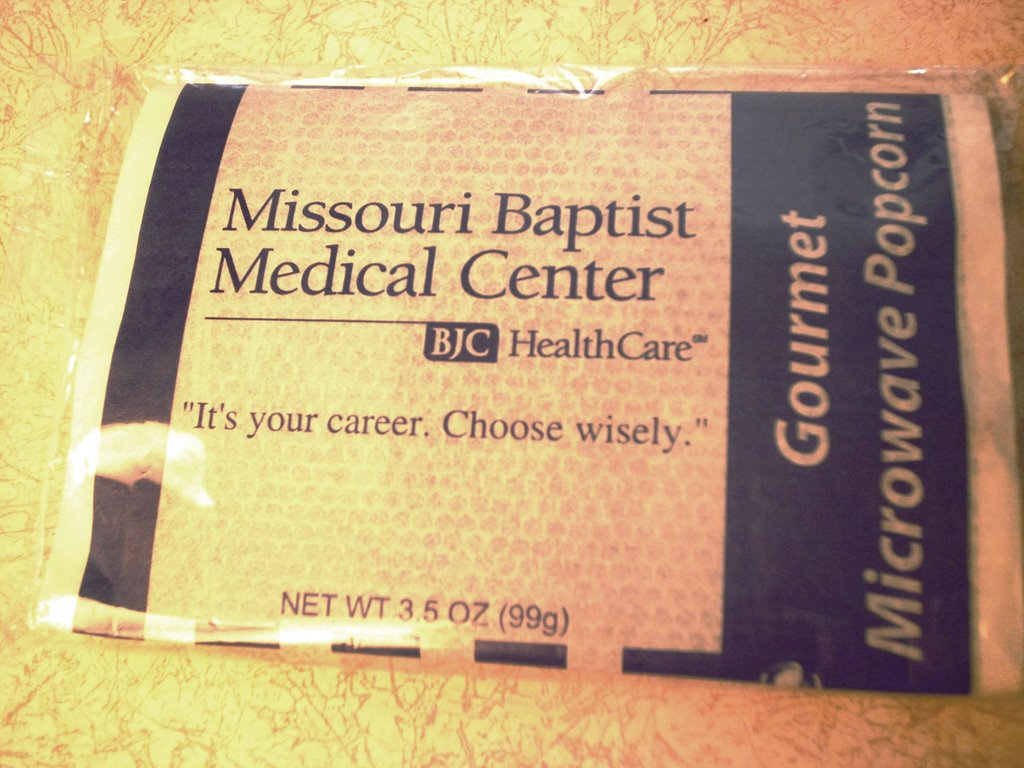 Missouri Baptist
Medical Center
BJC HealthCare℠
"It's your career. Choose wisely."
NET WT 3.5 OZ (99g)
Gourmet
Microwave Popcorn